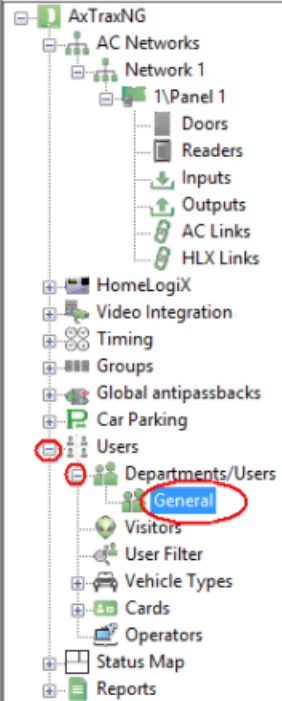 AxTraxNG
AC Networks
Network 1
1\Panel 1
Doors
Readers
Inputs
Outputs
AC Links
HLX Links
HomeLogiX
Video Integration
Timing
Groups
Global antipassbacks
Car Parking
Users
Departments/Users
General
Visitors
User Filter
Vehicle Types
Cards
Operators
Status Map
Reports